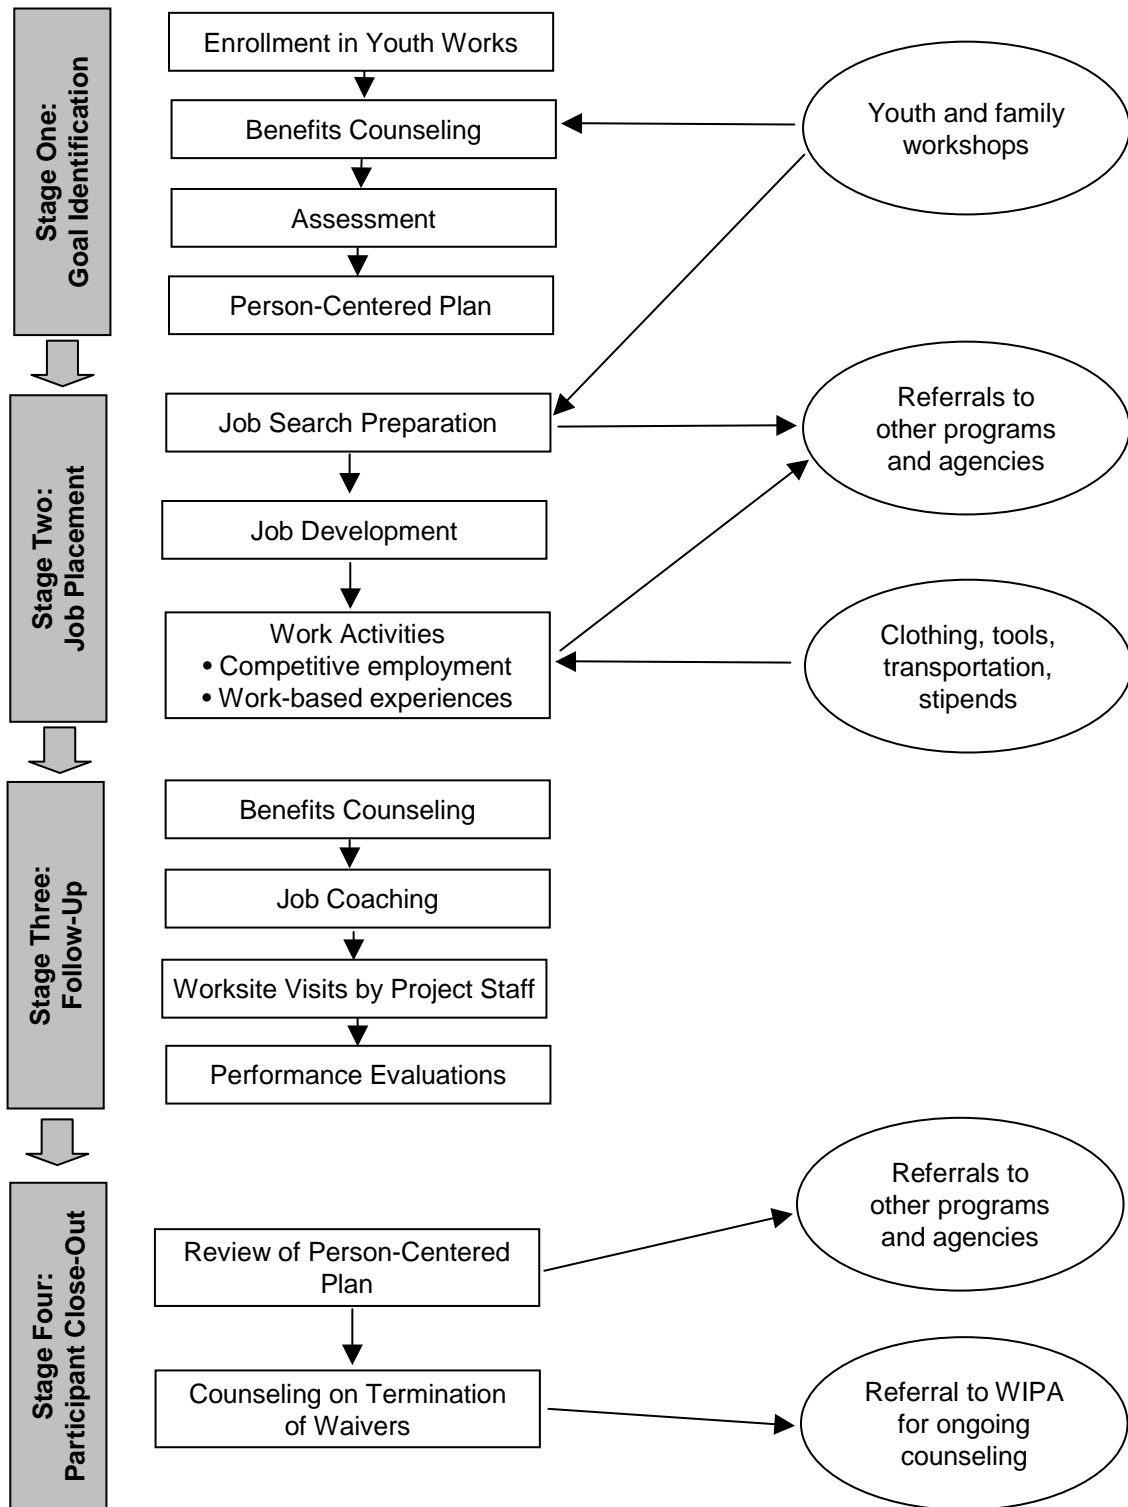 Stage One:
Goal Identification
Enrollment in Youth Works
Benefits Counseling
Assessment
Person-Centered Plan
Youth and family
workshops
Stage Two:
Job Placement
Job Search Preparation
Job Development
Work Activities
• Competitive employment
• Work-based experiences
Referrals to
other programs
and agencies
Clothing, tools,
transportation,
stipends
Stage Three:
Follow-Up
Benefits Counseling
Job Coaching
Worksite Visits by Project Staff
Performance Evaluations
Stage Four:
Participant Close-Out
Review of Person-Centered
Plan
Counseling on Termination
of Waivers
Referrals to
other programs
and agencies
Referral to WIPA
for ongoing
counseling